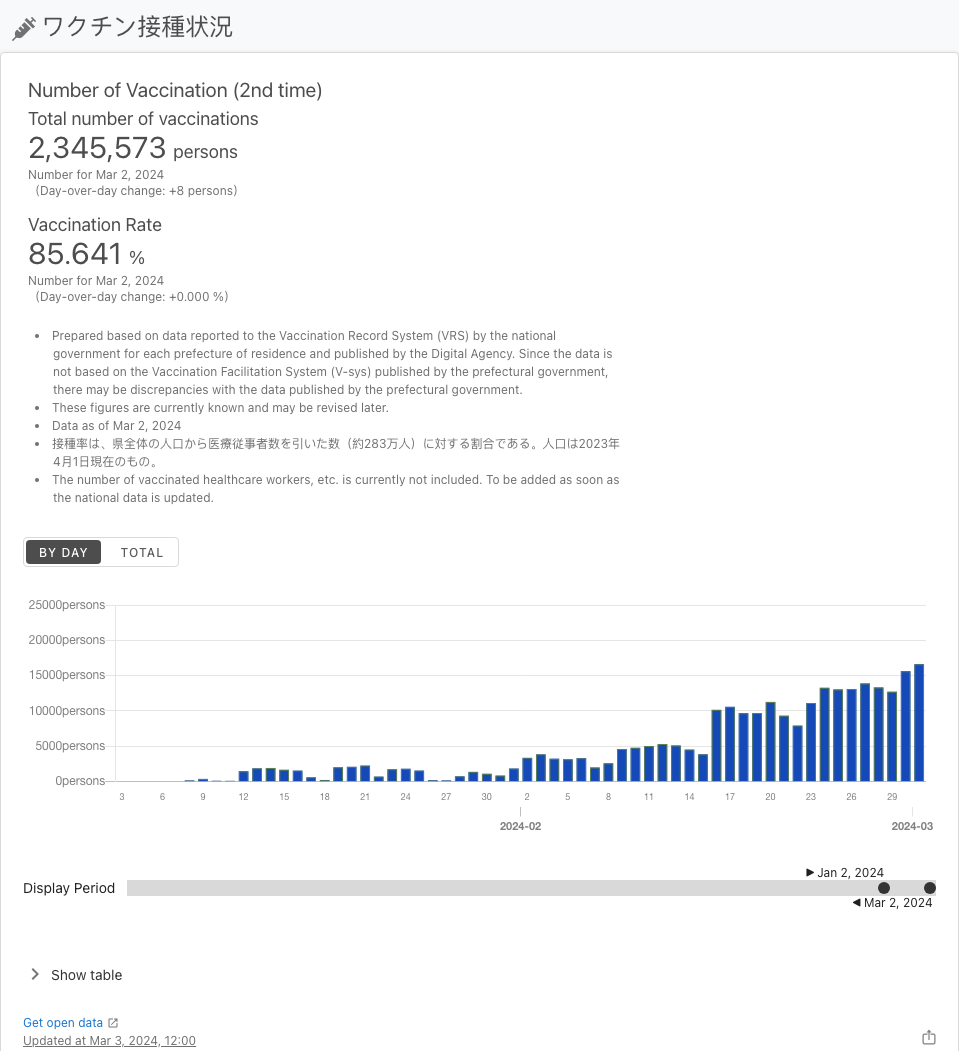 ワクチン接種状況
Number of Vaccination (2nd time)
Total number of vaccinations
2,345,573 persons
Number for Mar 2, 2024
(Day-over-day change: +8 persons)
Vaccination Rate
85.641 %
Number for Mar 2, 2024
(Day-over-day change: +0.000 %)
• Prepared based on data reported to the Vaccination Record System (VRS) by the national
government for each prefecture of residence and published by the Digital Agency. Since the data is
not based on the Vaccination Facilitation System (V-sys) published by the prefectural government,
there may be discrepancies with the data published by the prefectural government.
• These figures are currently known and may be revised later.
• Data as of Mar 2, 2024
• 接種率は、県全体の人口から医療従事者数を引いた数（約283万人）に対する割合である。人口は2023年
4月1日現在のもの。
• The number of vaccinated healthcare workers, etc. is currently not included. To be added as soon as
the national data is updated.
BY DAY TOTAL
25000persons
20000persons
15000persons
10000persons
5000persons
0persons
3 6 9 12 15 18 21 24 27 30 2 5 8 11 14 17 20 23 26 29
2024-02 2024-03
Jan 2, 2024
Display Period
Mar 2, 2024
Show table
Get open data
Updated at Mar 3, 2024, 12:00